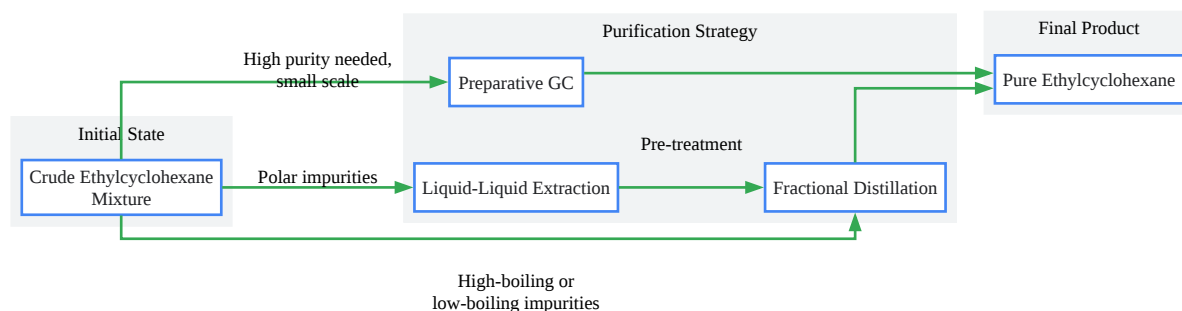 Purification Strategy
Final Product
High purity needed,
small scale
Preparative GC
Pure Ethylcyclohexane
Initial State
Pre-treatment
Crude Ethylcyclohexane
Mixture
Polar impurities
Liquid-Liquid Extraction
Fractional Distillation
High-boiling or
low-boiling impurities